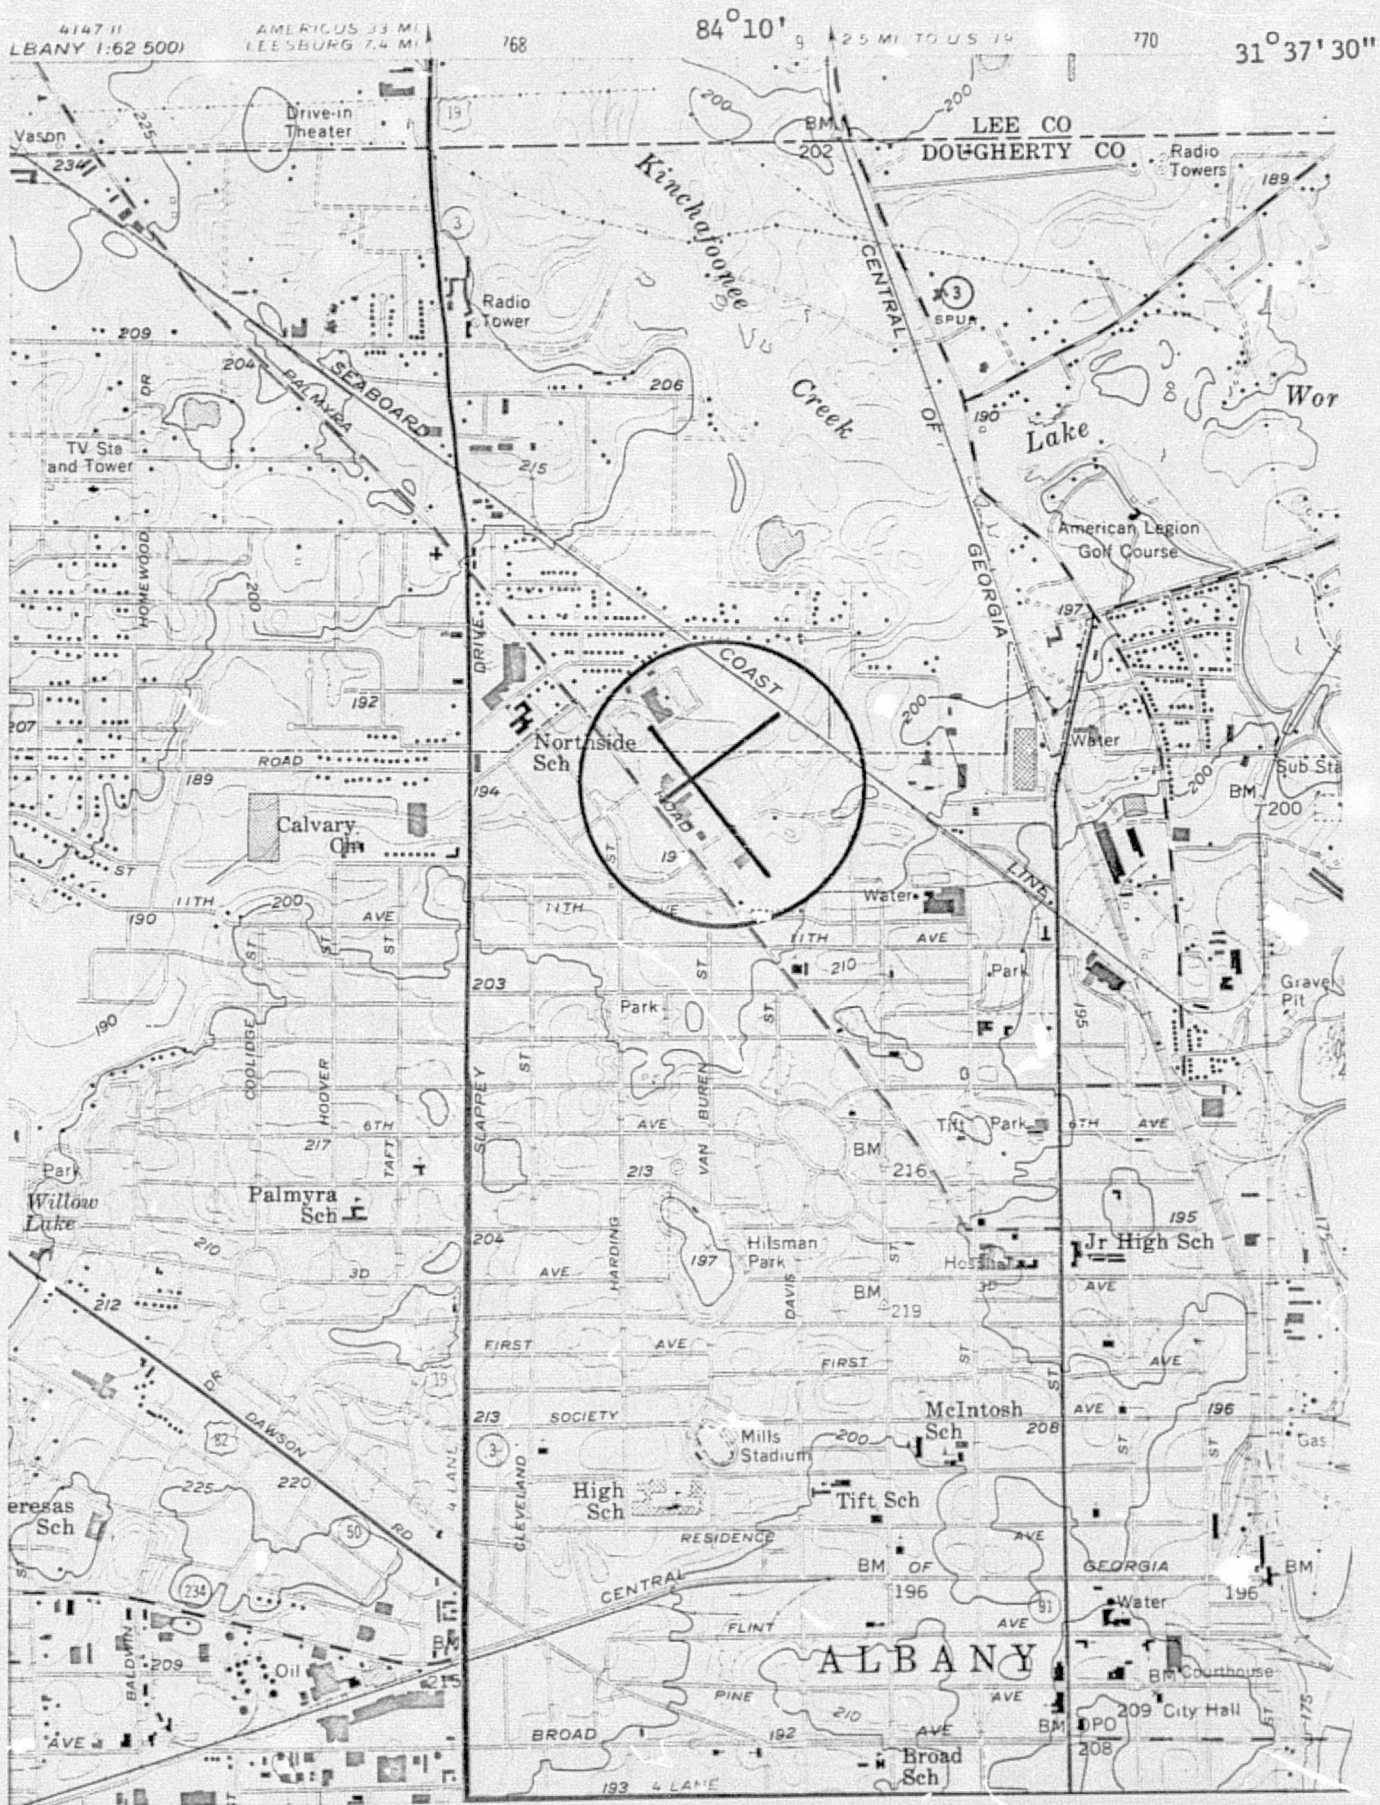 4147 II
LBANY 1:62 500)
AMERICUS 33 MI
LEESBURG 7.4 MI
768
84°10'
9
2.5 MI. TO U.S. 19
770
31°37'30"
Vason
225
234
Drive-in
Theater
19
200
200
BM
202
LEE CO
DOUGHERTY CO
Radio
Towers
189
3
Kinchafoonee
Creek
CENTRAL
OF
GEORGIA
3
SPUR
Radio
Tower
209
204
DR
PALMYRA
SEABOARD
206
190
Lake
Wor
TV Sta
and Tower
215
American Legion
Golf Course
HOMEWOOD
200
197
DRIVE
COAST
192
200
207
Northside
Sch
Water
ROAD
189
194
200
Sub Sta
BM
200
ROAD
Calvary
Ch
ST
19
LINE
ST
11TH
200
AVE
190
11TH
AVE
Water
11TH
AVE
ST
ST
ST
ST
210
203
Park
Park
ST
Gravel
Pit
190
195
COOLIDGE
HOOVER
ST
VAN BUREN
SLAPPEY
6TH
AVE
Tift Park
6TH AVE
217
TAFT
BM
216
213
Park
Willow
Lake
Palmyra
Sch
195
210
204
HARDING
Hilsman
Park
197
ST
Jr High Sch
175
3D
AVE
3D
AVE
DAVIS
BM
219
212
FIRST
AVE
FIRST
ST
AVE
ST
DR
19
DAWSON
82
213
SOCIETY
McIntosh
Sch
208
AVE
196
3
Mills
Stadium
200
ST
ST
Gas
225
220
4 LANE
CLEVELAND
High
Sch
Tift Sch
eresas
Sch
50
RD
RESIDENCE
AVE
ST
234
CENTRAL
BM
OF
196
GEORGIA
196
BM
91
Water
FLINT
AVE
BM
215
BALDWIN
209
Oil
ALBANY
BM
Courthouse
PINE
AVE
210
209
City Hall
175
BROAD
192
AVE
BM
PO
208
ST
AVE
Broad
Sch
193
4 LANE
ST